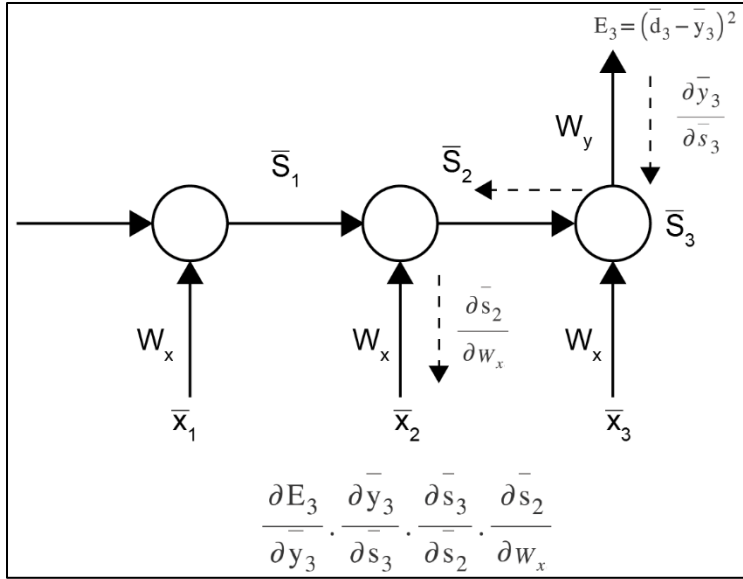 E₃ = (d̄₃ − ȳ₃)²
∂ȳ₃/∂s̄₃
W_y
S̄₁
S̄₂
S̄₃
∂s̄₂/∂w_x
W_x
W_x
W_x
x̄₁
x̄₂
x̄₃
∂E₃/∂ȳ₃ . ∂ȳ₃/∂s̄₃ . ∂s̄₃/∂s̄₂ . ∂s̄₂/∂w_x